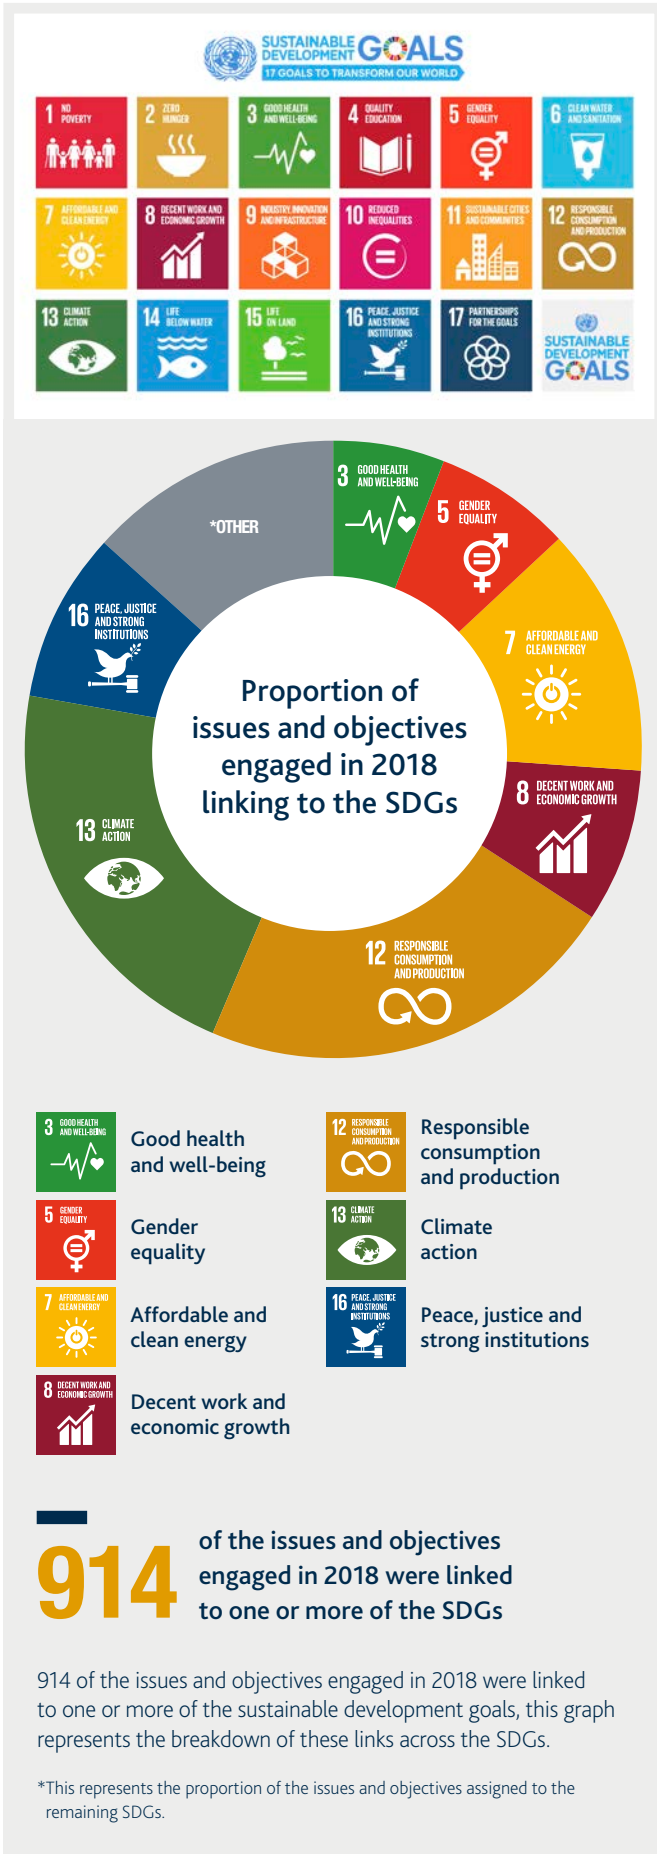 SUSTAINABLE
DEVELOPMENT GOALS
17 GOALS TO TRANSFORM OUR WORLD
1 NO
POVERTY
2 ZERO
HUNGER
3 GOOD HEALTH
AND WELL-BEING
4 QUALITY
EDUCATION
5 GENDER
EQUALITY
6 CLEAN WATER
AND SANITATION
7 AFFORDABLE AND
CLEAN ENERGY
8 DECENT WORK AND
ECONOMIC GROWTH
9 INDUSTRY, INNOVATION
AND INFRASTRUCTURE
10 REDUCED
INEQUALITIES
11 SUSTAINABLE CITIES
AND COMMUNITIES
12 RESPONSIBLE
CONSUMPTION
AND PRODUCTION
13 CLIMATE
ACTION
14 LIFE
BELOW WATER
15 LIFE
ON LAND
16 PEACE, JUSTICE
AND STRONG
INSTITUTIONS
17 PARTNERSHIPS
FOR THE GOALS
SUSTAINABLE
DEVELOPMENT
GOALS
3 GOOD HEALTH
AND WELL-BEING
5 GENDER
EQUALITY
*OTHER
16 PEACE, JUSTICE
AND STRONG
INSTITUTIONS
7 AFFORDABLE AND
CLEAN ENERGY
Proportion of
issues and objectives
engaged in 2018
linking to the SDGs
8 DECENT WORK AND
ECONOMIC GROWTH
13 CLIMATE
ACTION
12 RESPONSIBLE
CONSUMPTION
AND PRODUCTION
3 GOOD HEALTH
AND WELL-BEING
Good health
and well-being
5 GENDER
EQUALITY
Gender
equality
7 AFFORDABLE AND
CLEAN ENERGY
Affordable and
clean energy
8 DECENT WORK AND
ECONOMIC GROWTH
Decent work and
economic growth
12 RESPONSIBLE
CONSUMPTION
AND PRODUCTION
Responsible
consumption
and production
13 CLIMATE
ACTION
Climate
action
16 PEACE, JUSTICE
AND STRONG
INSTITUTIONS
Peace, justice and
strong institutions
914
of the issues and objectives
engaged in 2018 were linked
to one or more of the SDGs
914 of the issues and objectives engaged in 2018 were linked
to one or more of the sustainable development goals, this graph
represents the breakdown of these links across the SDGs.
*This represents the proportion of the issues and objectives assigned to the
remaining SDGs.